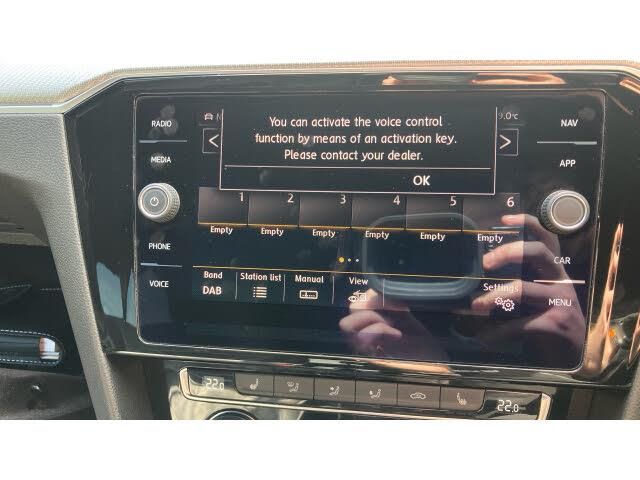 RADIO
MEDIA
PHONE
VOICE
NAV
APP
CAR
MENU
9.0°C
You can activate the voice control
function by means of an activation key.
Please contact your dealer.
OK
1 2 3 4 5 6
Empty Empty Empty Empty Empty Empty
Band Station list Manual View Settings
DAB
22.0 22.0